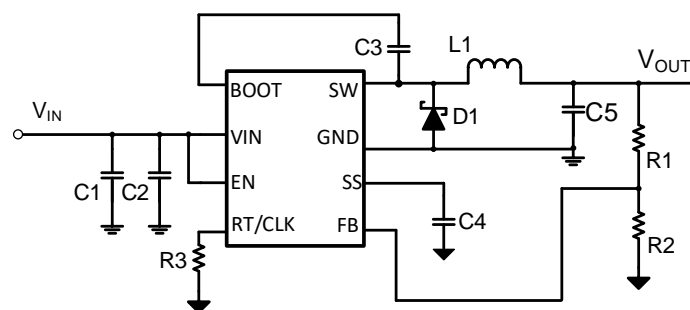 C3
L1
VOUT
BOOT
SW
VIN
D1
C5
VIN
GND
R1
EN
SS
C1
C2
RT/CLK
FB
C4
R2
R3